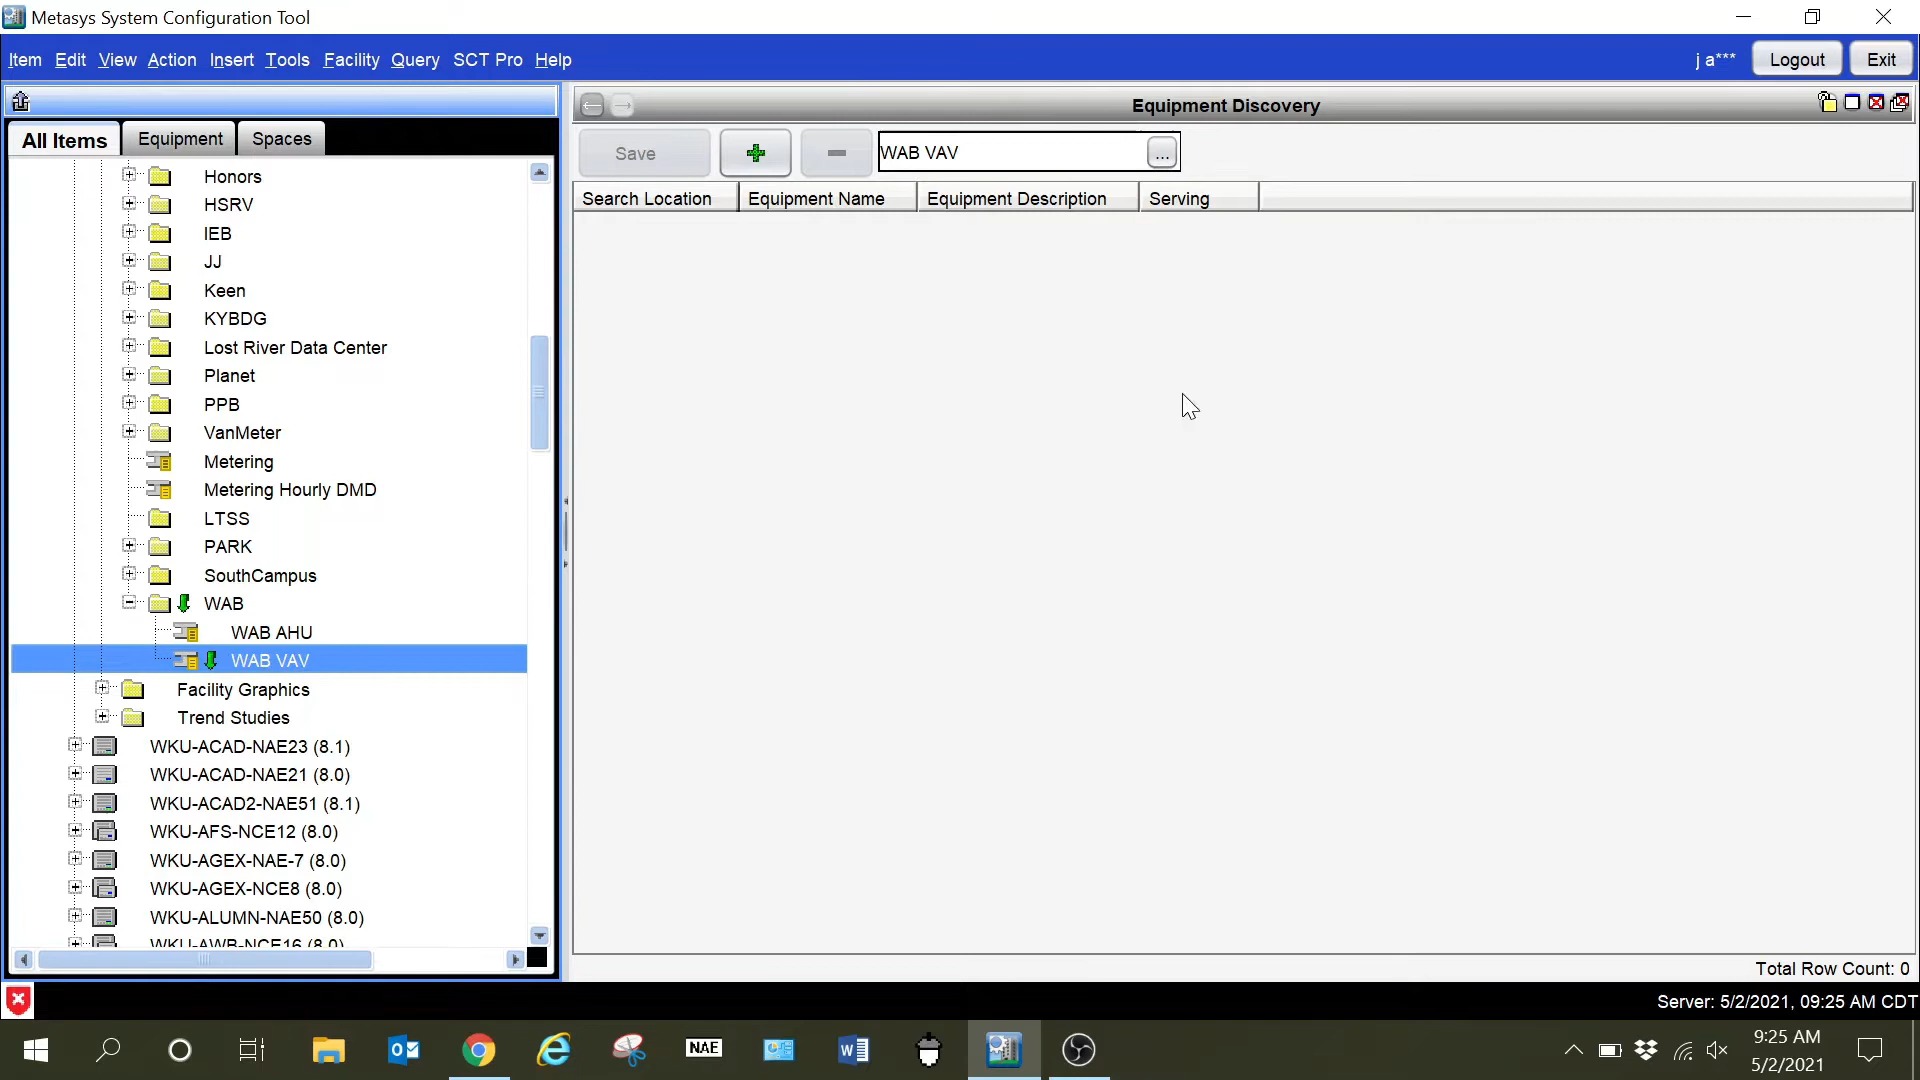 Metasys System Configuration Tool
Item Edit View Action Insert Tools Facility Query SCT Pro Help
j a*** Logout Exit
Equipment Discovery
All Items Equipment Spaces
Save WAB VAV ...
Search Location Equipment Name Equipment Description Serving
Honors
HSRV
IEB
JJ
Keen
KYBDG
Lost River Data Center
Planet
PPB
VanMeter
Metering
Metering Hourly DMD
LTSS
PARK
SouthCampus
WAB
WAB AHU
WAB VAV
Facility Graphics
Trend Studies
WKU-ACAD-NAE23 (8.1)
WKU-ACAD-NAE21 (8.0)
WKU-ACAD2-NAE51 (8.1)
WKU-AFS-NCE12 (8.0)
WKU-AGEX-NAE-7 (8.0)
WKU-AGEX-NCE8 (8.0)
WKU-ALUMN-NAE50 (8.0)
WKU-AWB-NCE16 (8.0)
Total Row Count: 0
Server: 5/2/2021, 09:25 AM CDT
NAE
9:25 AM
5/2/2021